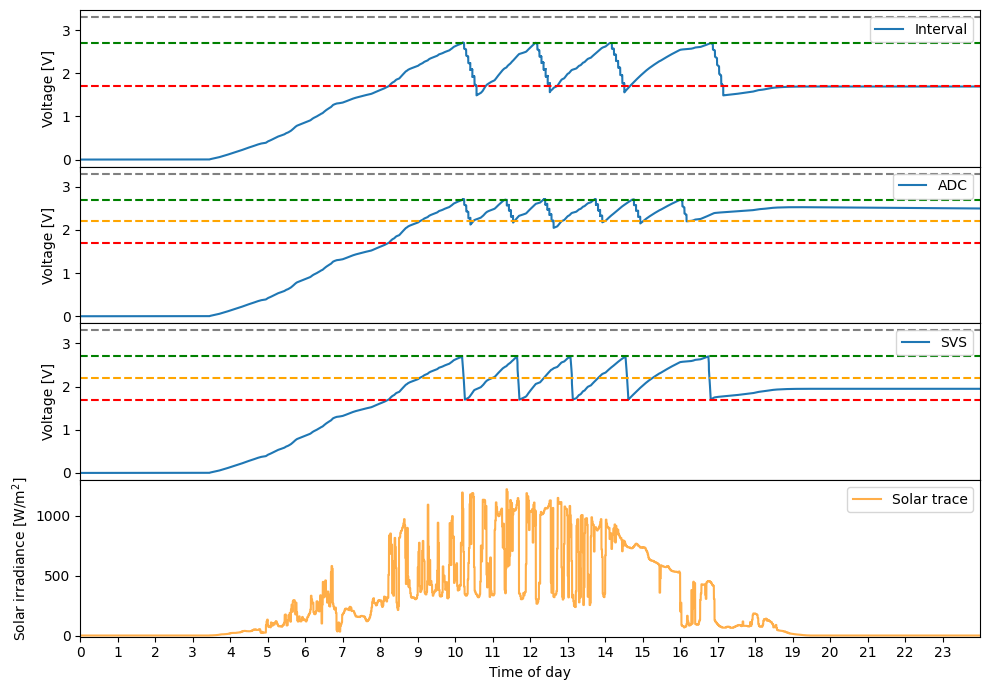 Voltage [V]
3
2
1
0
Interval
Voltage [V]
3
2
1
0
ADC
Voltage [V]
3
2
1
0
SVS
Solar irradiance [W/m²]
1000
500
0
Solar trace
0 1 2 3 4 5 6 7 8 9 10 11 12 13 14 15 16 17 18 19 20 21 22 23
Time of day